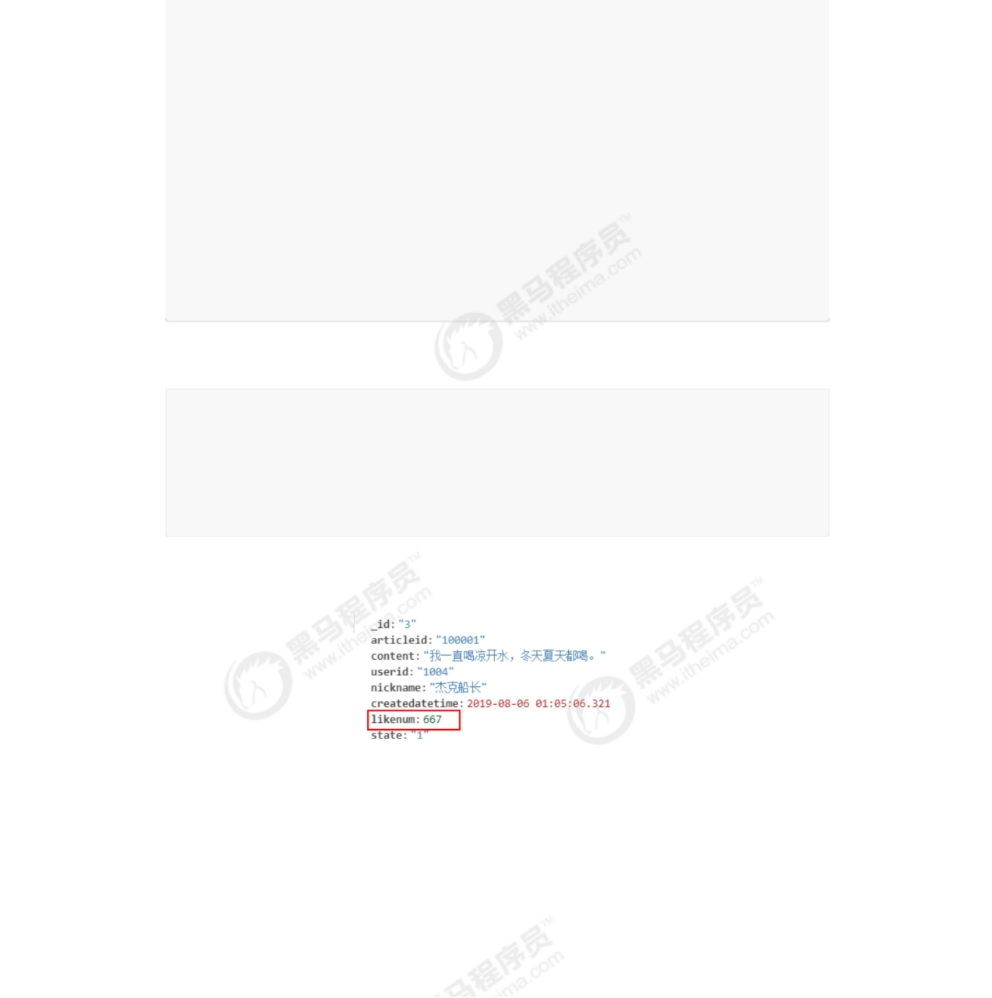 黑马程序员™
www.itheima.com
黑马程序员™
www.itheima.com
_id: "3"
articleid: "100001"
content: "我一直喝凉开水，冬天夏天都喝。"
userid: "1004"
nickname: "杰克船长"
createdatetime: 2019-08-06 01:05:06.321
likenum: 667
state: "1"
黑马程序员™
www.itheima.com
马程序员™
heima.com